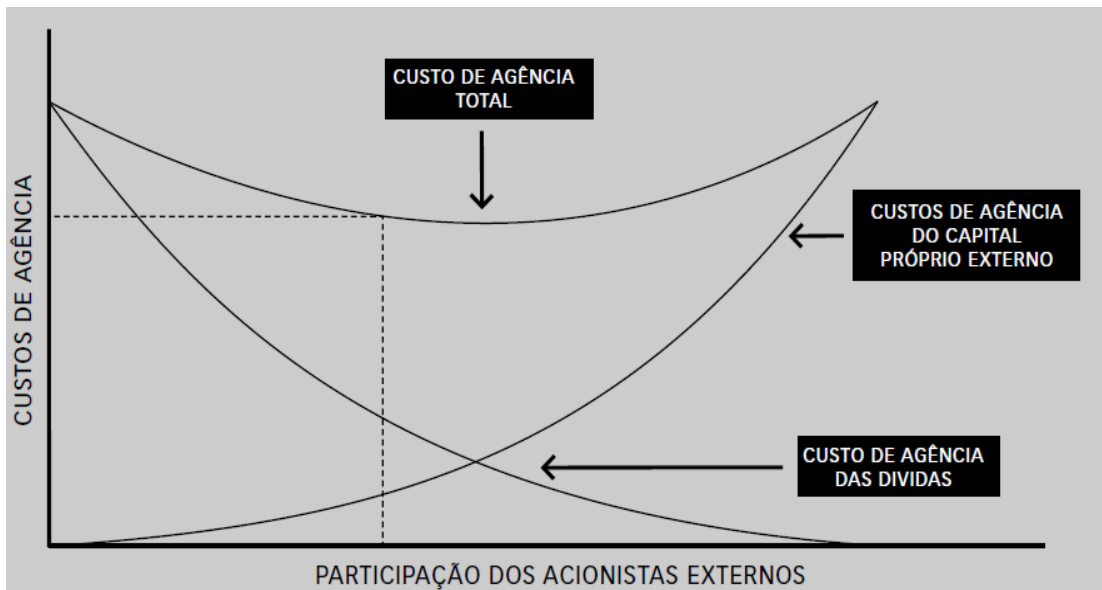 CUSTO DE AGÊNCIA
TOTAL
CUSTOS DE AGÊNCIA
CUSTOS DE AGÊNCIA
DO CAPITAL
PRÓPRIO EXTERNO
CUSTO DE AGÊNCIA
DAS DIVIDAS
PARTICIPAÇÃO DOS ACIONISTAS EXTERNOS